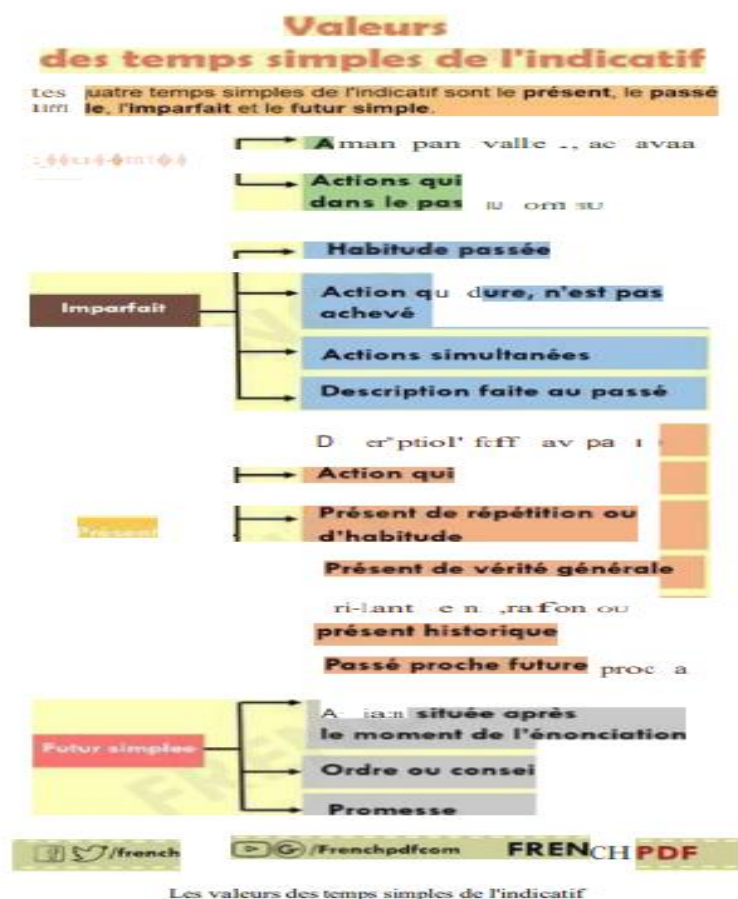 Valeurs
des temps simples de l'indicatif
uatre temps simples de l'indicatif sont le présent, le passé
le, l'imparfait et le futur simple.
Actions qui
dans le pas
Habitude passée
Imparfait
Action qu dure, n'est pas
achevé
Actions simultanées
Description faite au passé
Action qui
Présent
Présent de répétition ou
d'habitude
Présent de vérité générale
présent historique
Passé proche future proc
située après
le moment de l'énonciation
Futur simplee
Ordre ou consei
Promesse
/french /Frenchpdfcom FRENCH PDF
Les valeurs des temps simples de l'indicatif